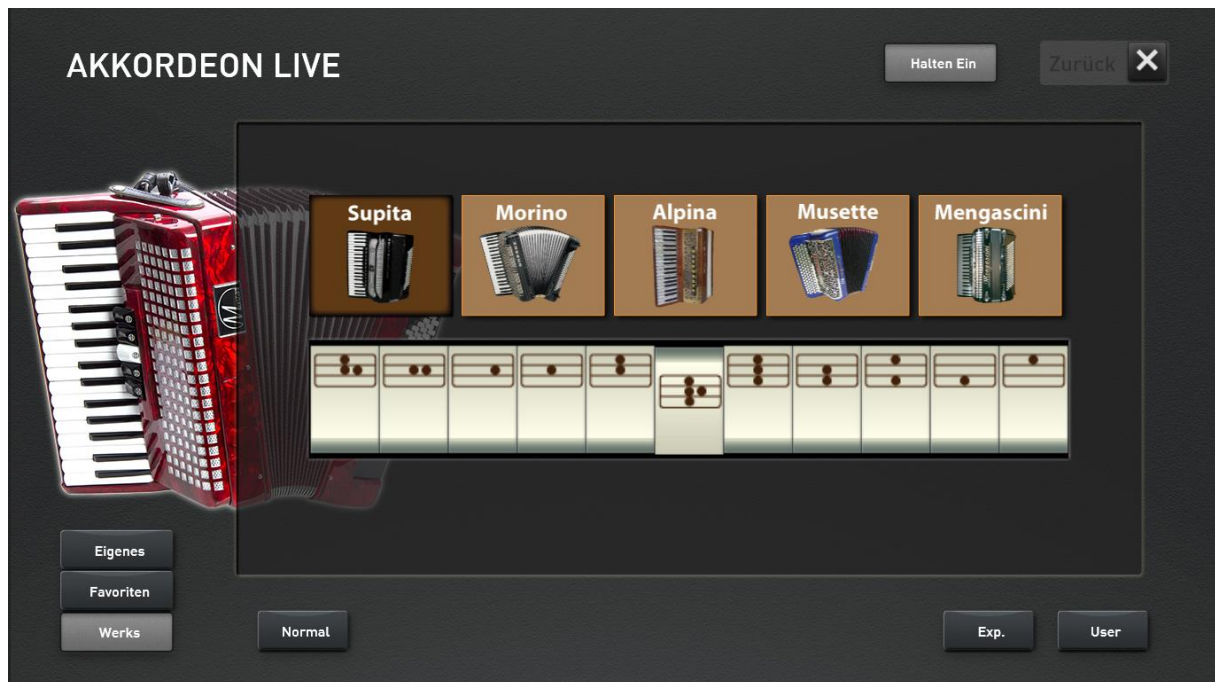 AKKORDEON LIVE
Halten Ein
Zurück
Supita
Morino
Alpina
Musette
Mengascini
Eigenes
Favoriten
Werks
Normal
Exp.
User